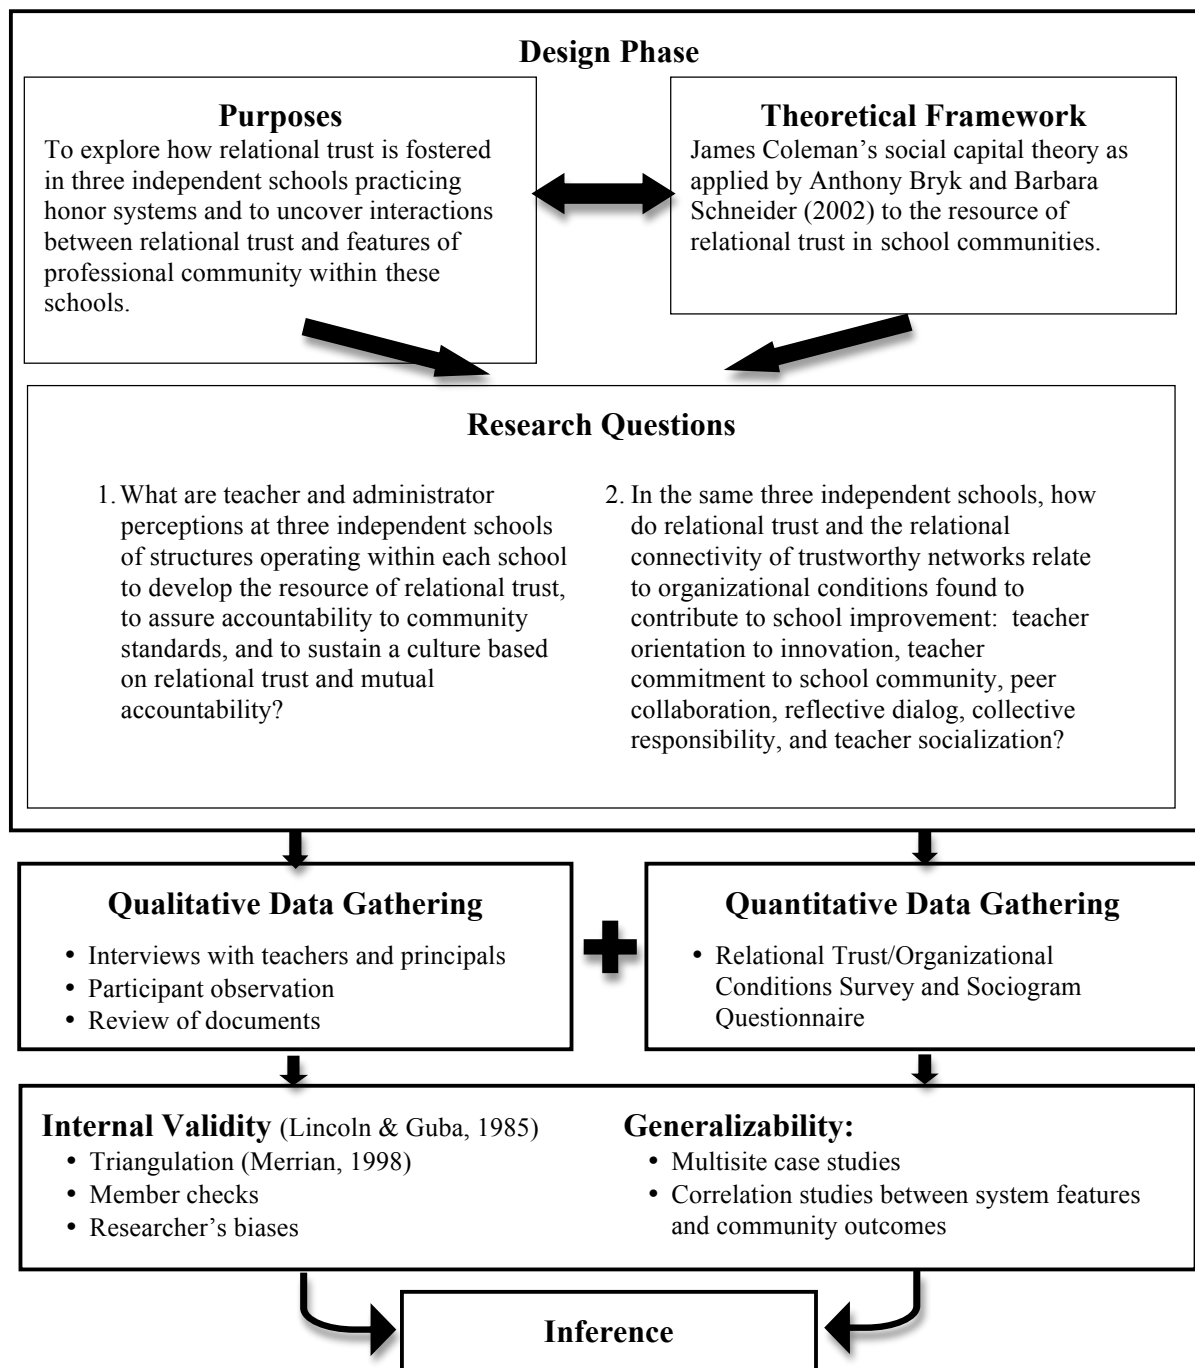 Design Phase
Purposes
To explore how relational trust is fostered
in three independent schools practicing
honor systems and to uncover interactions
between relational trust and features of
professional community within these
schools.
Theoretical Framework
James Coleman’s social capital theory as
applied by Anthony Bryk and Barbara
Schneider (2002) to the resource of
relational trust in school communities.
Research Questions
1. What are teacher and administrator
perceptions at three independent schools
of structures operating within each school
to develop the resource of relational trust,
to assure accountability to community
standards, and to sustain a culture based
on relational trust and mutual
accountability?
2. In the same three independent schools, how
do relational trust and the relational
connectivity of trustworthy networks relate
to organizational conditions found to
contribute to school improvement: teacher
orientation to innovation, teacher
commitment to school community, peer
collaboration, reflective dialog, collective
responsibility, and teacher socialization?
Qualitative Data Gathering
• Interviews with teachers and principals
• Participant observation
• Review of documents
Quantitative Data Gathering
• Relational Trust/Organizational
Conditions Survey and Sociogram
Questionnaire
Internal Validity (Lincoln & Guba, 1985)
• Triangulation (Merrian, 1998)
• Member checks
• Researcher’s biases
Generalizability:
• Multisite case studies
• Correlation studies between system features
and community outcomes
Inference